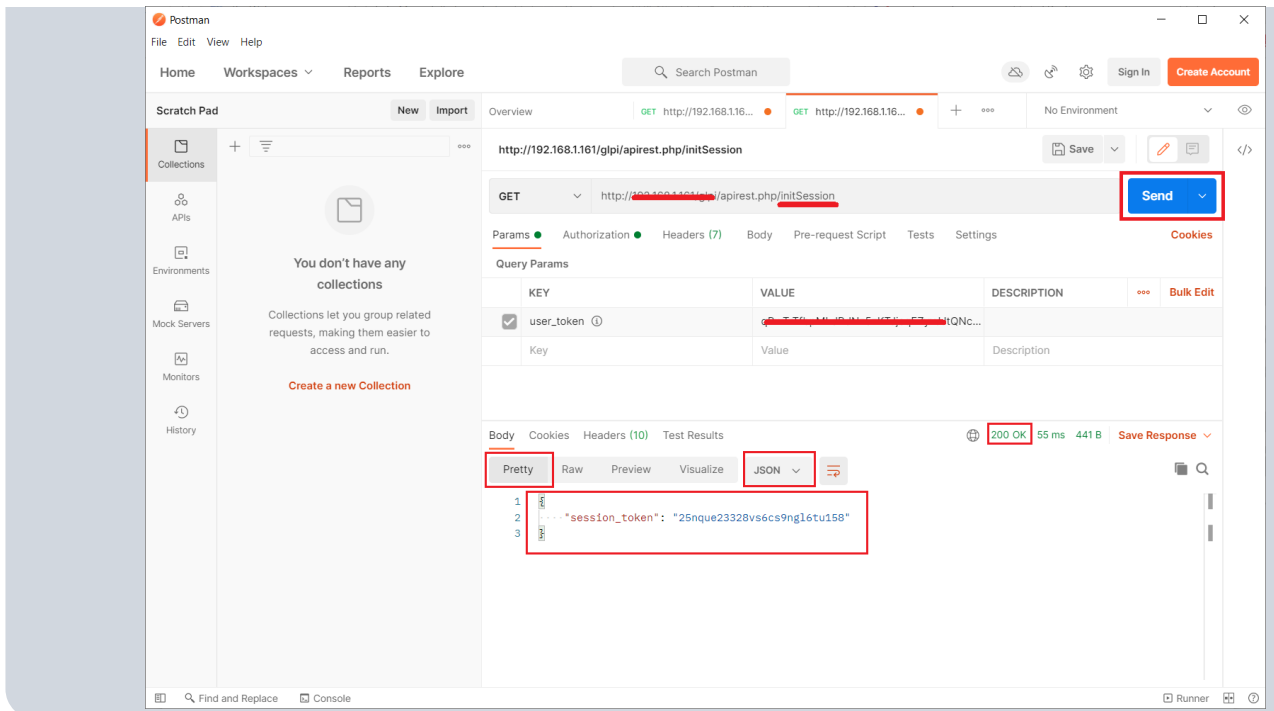 Postman
File Edit View Help
Home Workspaces Reports Explore Search Postman Sign In Create Account
Scratch Pad New Import Overview GET http://192.168.1.16... GET http://192.168.1.16... No Environment
Collections
APIs
Environments
Mock Servers
Monitors
History
You don't have any
collections
Collections let you group related
requests, making them easier to
access and run.
Create a new Collection
http://192.168.1.161/glpi/apirest.php/initSession Save
GET http:// /apirest.php/initSession Send
Params Authorization Headers (7) Body Pre-request Script Tests Settings Cookies
Query Params
KEY VALUE DESCRIPTION Bulk Edit
user_token
Key Value Description
Body Cookies Headers (10) Test Results 200 OK 55 ms 441 B Save Response
Pretty Raw Preview Visualize JSON
1 {
2 "session_token": "25nque23328vs6cs9ngl6tu158"
3 }
Find and Replace Console Runner